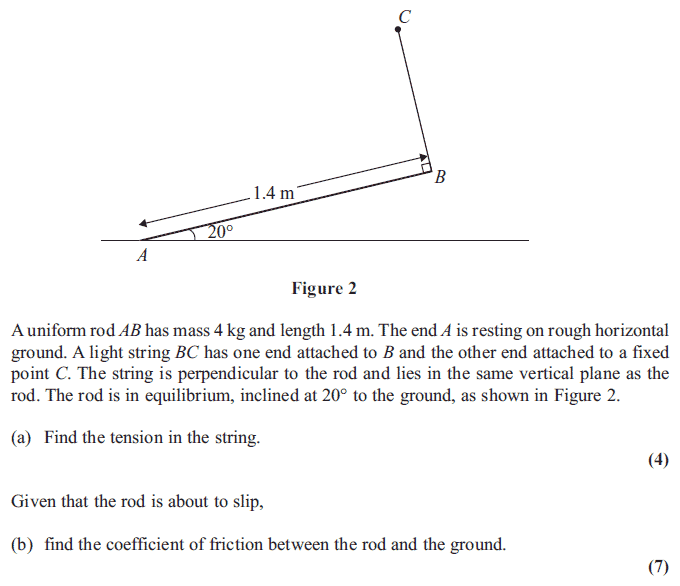 C
B
1.4 m
20°
A
Figure 2
A uniform rod AB has mass 4 kg and length 1.4 m. The end A is resting on rough horizontal
ground. A light string BC has one end attached to B and the other end attached to a fixed
point C. The string is perpendicular to the rod and lies in the same vertical plane as the
rod. The rod is in equilibrium, inclined at 20° to the ground, as shown in Figure 2.
(a) Find the tension in the string.
(4)
Given that the rod is about to slip,
(b) find the coefficient of friction between the rod and the ground.
(7)